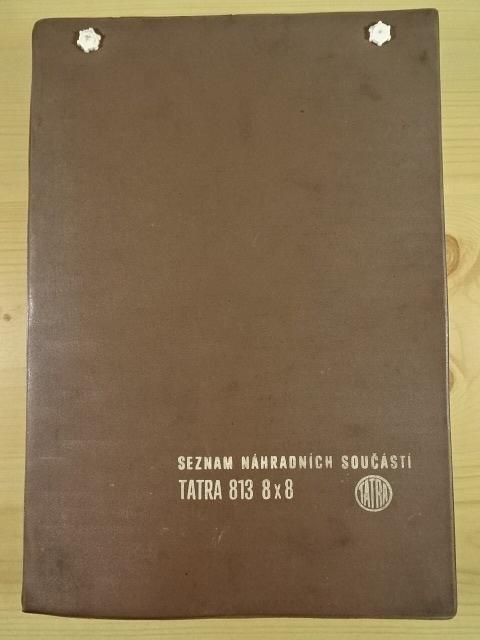 SEZNAM NÁHRADNÍCH SOUČÁSTÍ
TATRA 813 8x8
TATRA